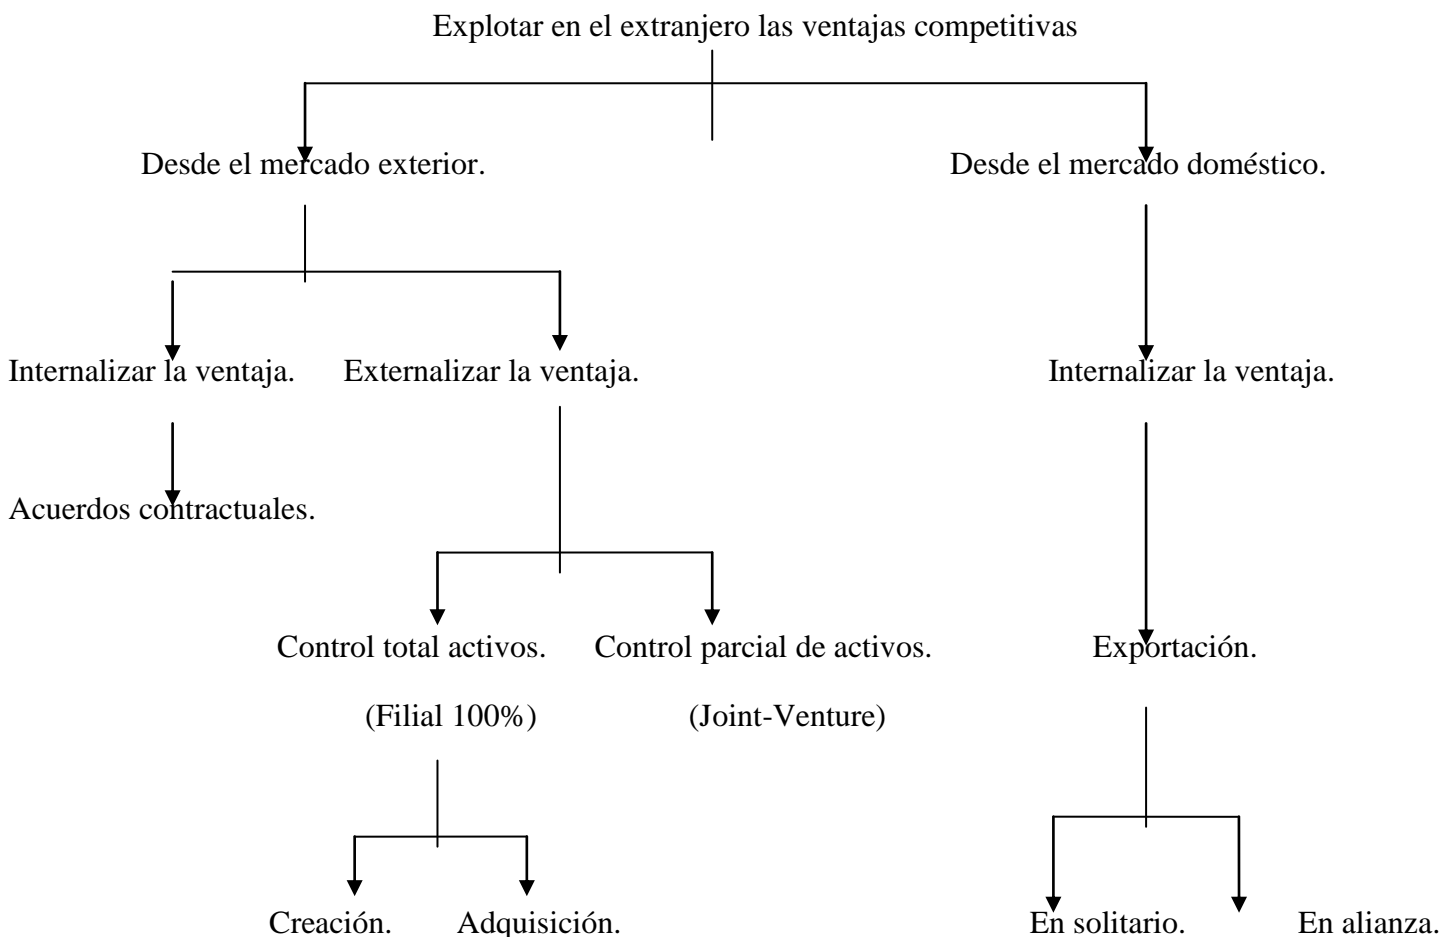 Explotar en el extranjero las ventajas competitivas
Desde el mercado exterior. Desde el mercado doméstico.
Internalizar la ventaja. Externalizar la ventaja. Internalizar la ventaja.
Acuerdos contractuales.
Control total activos. Control parcial de activos. Exportación.
(Filial 100%) (Joint-Venture)
Creación. Adquisición. En solitario. En alianza.